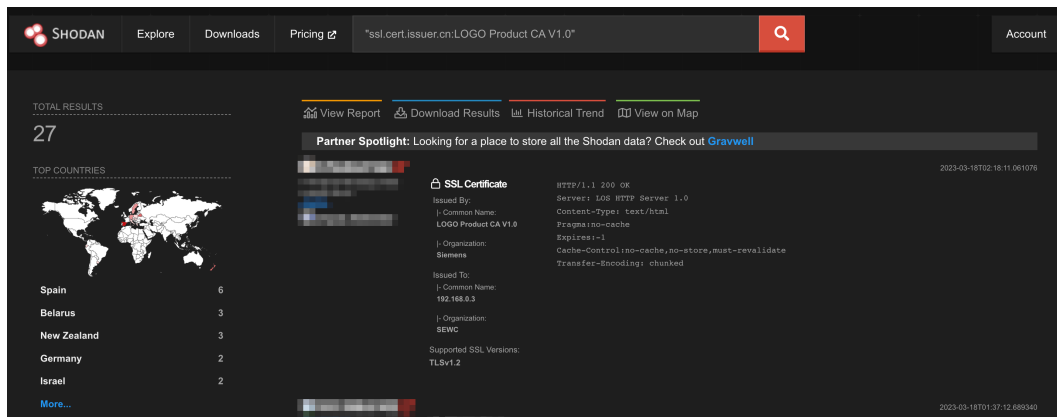 SHODAN Explore Downloads Pricing "ssl.cert.issuer.cn:LOGO Product CA V1.0" Account
TOTAL RESULTS
27
TOP COUNTRIES
Spain 6
Belarus 3
New Zealand 3
Germany 2
Israel 2
More...
View Report Download Results Historical Trend View on Map
Partner Spotlight: Looking for a place to store all the Shodan data? Check out Gravwell
2023-03-18T02:18:11.061076
SSL Certificate
Issued By:
|- Common Name:
LOGO Product CA V1.0
|- Organization:
Siemens
Issued To:
|- Common Name:
192.168.0.3
|- Organization:
SEWC
Supported SSL Versions:
TLSv1.2
HTTP/1.1 200 OK
Server: LOS HTTP Server 1.0
Content-Type: text/html
Pragma:no-cache
Expires:-1
Cache-Control:no-cache,no-store,must-revalidate
Transfer-Encoding: chunked
2023-03-18T01:37:12.689340